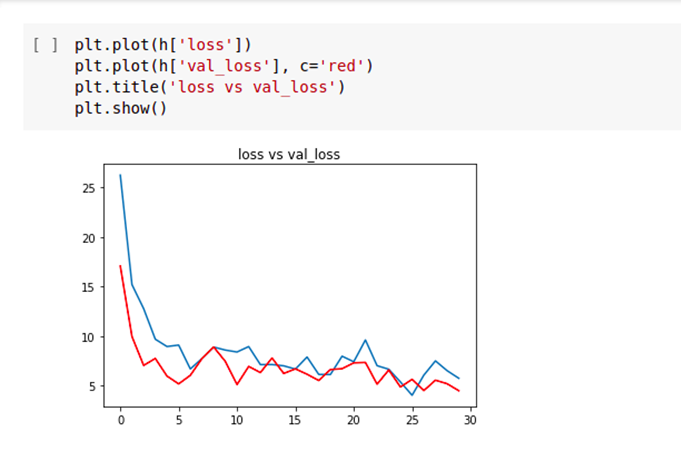 [ ] plt.plot(h['loss'])
plt.plot(h['val_loss'], c='red')
plt.title('loss vs val_loss')
plt.show()
loss vs val_loss
25
20
15
10
5
0 5 10 15 20 25 30